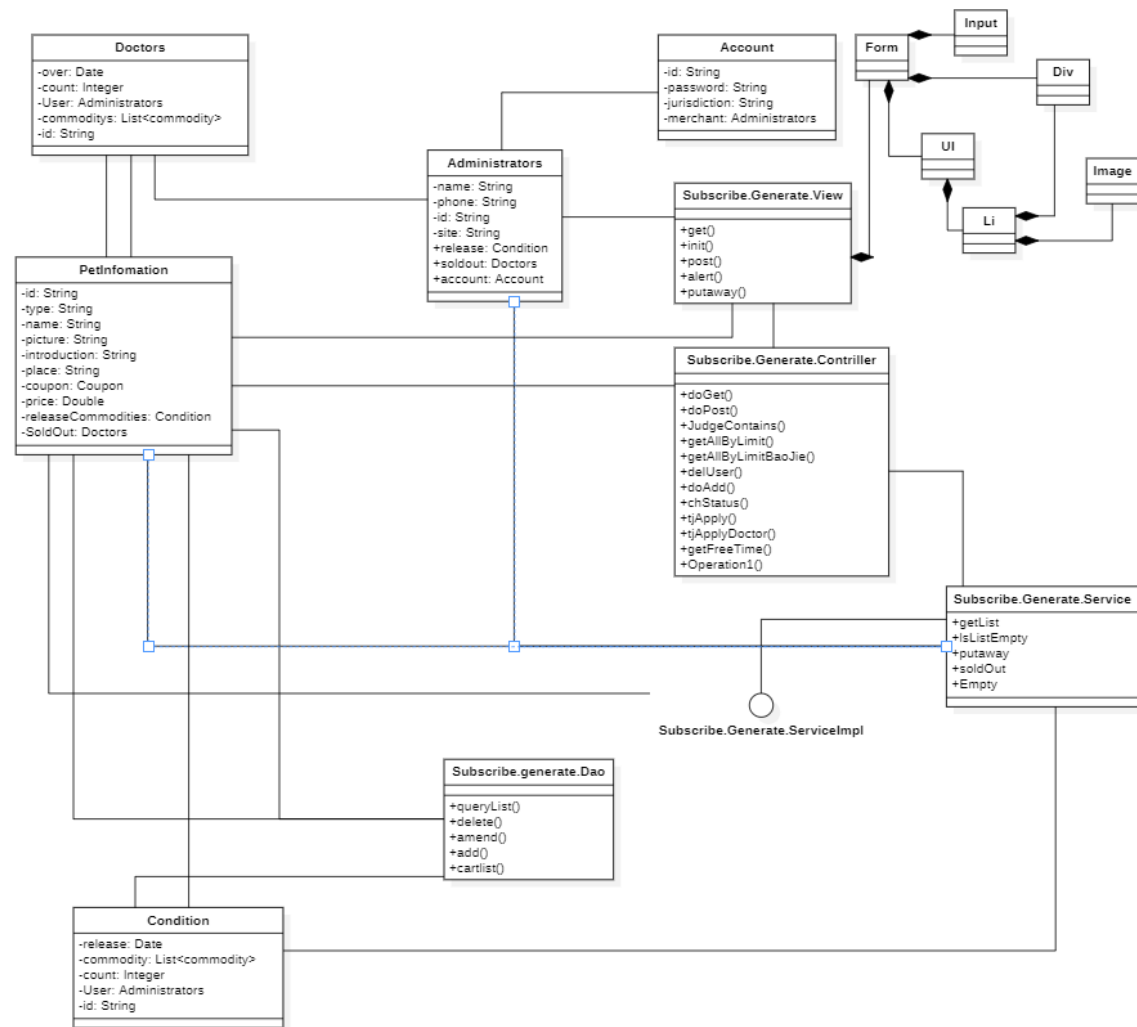 Doctors
-over: Date
-count: Integer
-User: Administrators
-commoditys: List<commodity>
-id: String
Account
-id: String
-password: String
-jurisdiction: String
-merchant: Administrators
Form
Input
Div
UI
Image
Li
Administrators
-name: String
-phone: String
-id: String
-site: String
+release: Condition
+soldout: Doctors
+account: Account
Subscribe.Generate.View
+get()
+init()
+post()
+alert()
+putaway()
PetInfomation
-id: String
-type: String
-name: String
-picture: String
-introduction: String
-place: String
-coupon: Coupon
-price: Double
-releaseCommodities: Condition
-SoldOut: Doctors
Subscribe.Generate.Contriller
+doGet()
+doPost()
+JudgeContains()
+getAllByLimit()
+getAllByLimitBaoJie()
+delUser()
+doAdd()
+chStatus()
+tjApply()
+tjApplyDoctor()
+getFreeTime()
+Operation1()
Subscribe.Generate.Service
+getList
+IsListEmpty
+putaway
+soldOut
+Empty
Subscribe.Generate.ServiceImpl
Subscribe.generate.Dao
+queryList()
+delete()
+amend()
+add()
+cartlist()
Condition
-release: Date
-commodity: List<commodity>
-count: Integer
-User: Administrators
-id: String